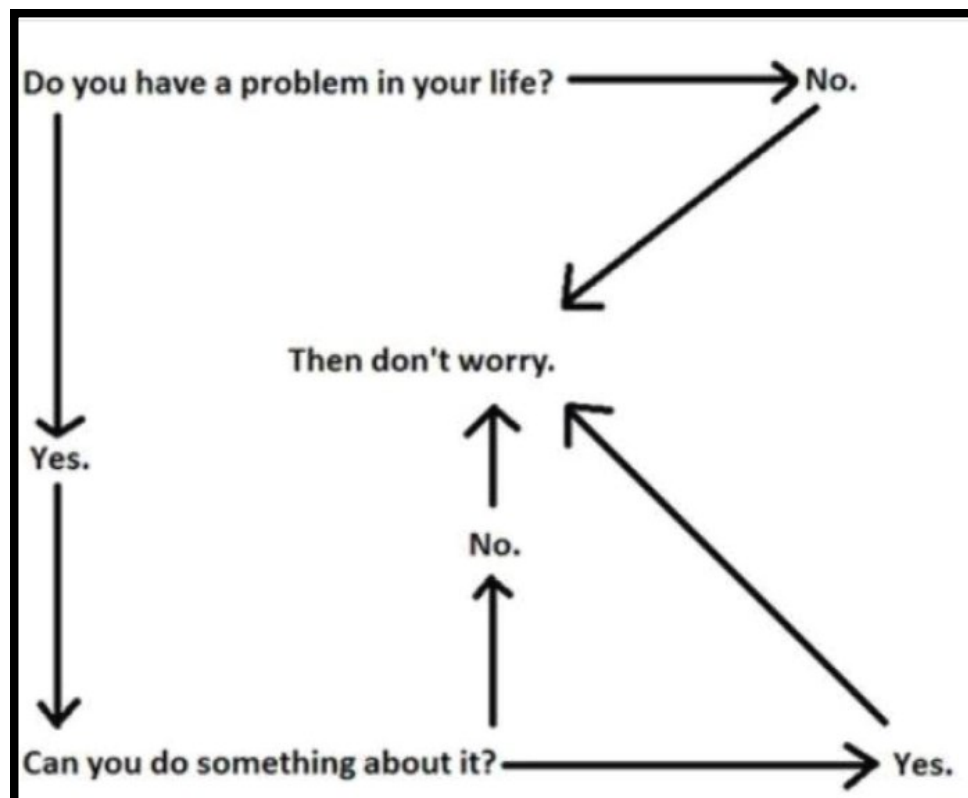 Do you have a problem in your life? No.
Then don't worry.
Yes.
No.
Can you do something about it? Yes.